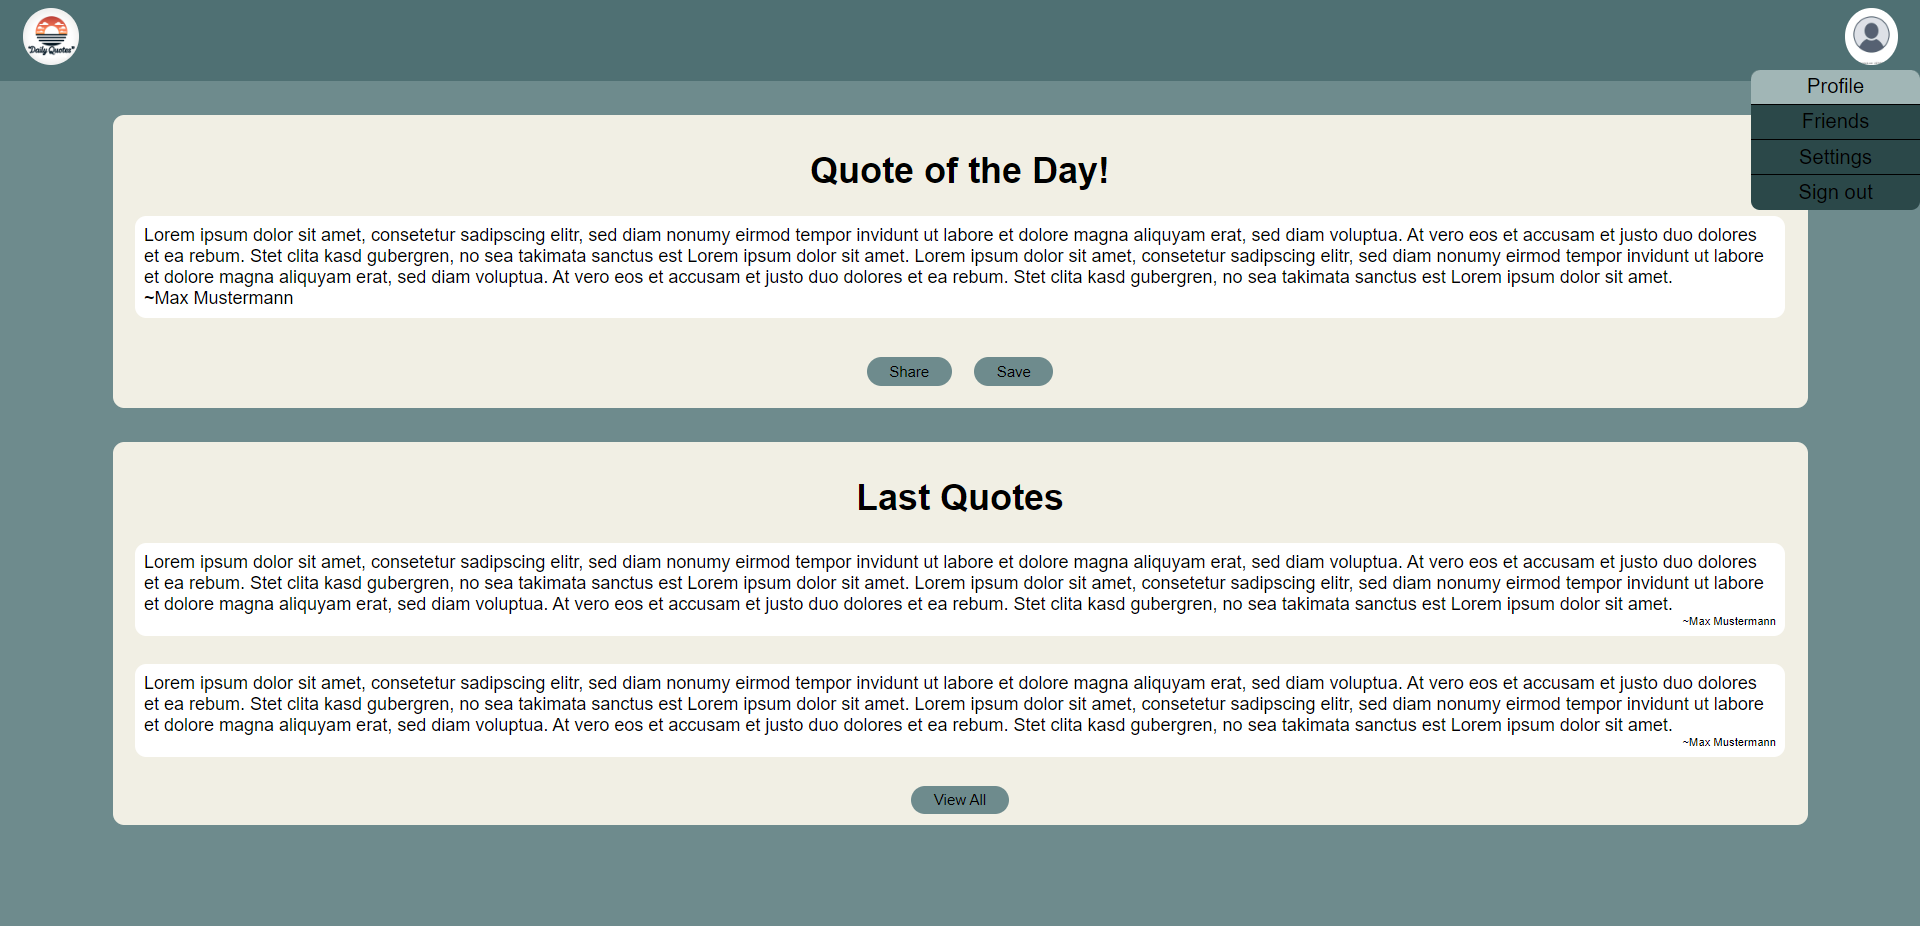 "Daily Quotes"
Profile
Friends
Settings
Sign out
Quote of the Day!
Lorem ipsum dolor sit amet, consetetur sadipscing elitr, sed diam nonumy eirmod tempor invidunt ut labore et dolore magna aliquyam erat, sed diam voluptua. At vero eos et accusam et justo duo dolores
et ea rebum. Stet clita kasd gubergren, no sea takimata sanctus est Lorem ipsum dolor sit amet. Lorem ipsum dolor sit amet, consetetur sadipscing elitr, sed diam nonumy eirmod tempor invidunt ut labore
et dolore magna aliquyam erat, sed diam voluptua. At vero eos et accusam et justo duo dolores et ea rebum. Stet clita kasd gubergren, no sea takimata sanctus est Lorem ipsum dolor sit amet.
~Max Mustermann
Share
Save
Last Quotes
Lorem ipsum dolor sit amet, consetetur sadipscing elitr, sed diam nonumy eirmod tempor invidunt ut labore et dolore magna aliquyam erat, sed diam voluptua. At vero eos et accusam et justo duo dolores
et ea rebum. Stet clita kasd gubergren, no sea takimata sanctus est Lorem ipsum dolor sit amet. Lorem ipsum dolor sit amet, consetetur sadipscing elitr, sed diam nonumy eirmod tempor invidunt ut labore
et dolore magna aliquyam erat, sed diam voluptua. At vero eos et accusam et justo duo dolores et ea rebum. Stet clita kasd gubergren, no sea takimata sanctus est Lorem ipsum dolor sit amet.
~Max Mustermann
Lorem ipsum dolor sit amet, consetetur sadipscing elitr, sed diam nonumy eirmod tempor invidunt ut labore et dolore magna aliquyam erat, sed diam voluptua. At vero eos et accusam et justo duo dolores
et ea rebum. Stet clita kasd gubergren, no sea takimata sanctus est Lorem ipsum dolor sit amet. Lorem ipsum dolor sit amet, consetetur sadipscing elitr, sed diam nonumy eirmod tempor invidunt ut labore
et dolore magna aliquyam erat, sed diam voluptua. At vero eos et accusam et justo duo dolores et ea rebum. Stet clita kasd gubergren, no sea takimata sanctus est Lorem ipsum dolor sit amet.
~Max Mustermann
View All